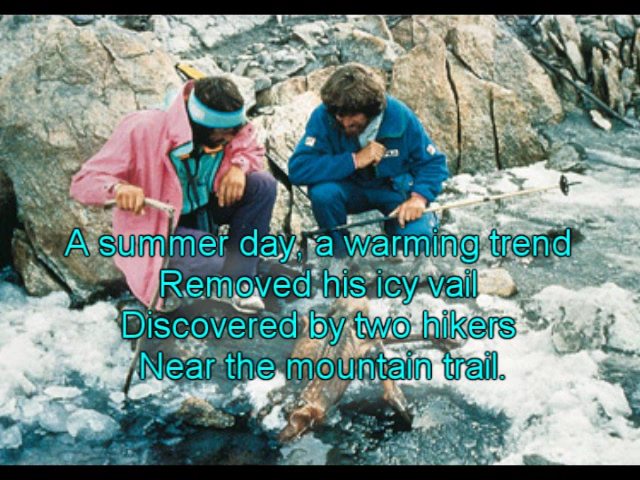 A summer day, a warming trend
Removed his icy vail
Discovered by two hikers
Near the mountain trail.